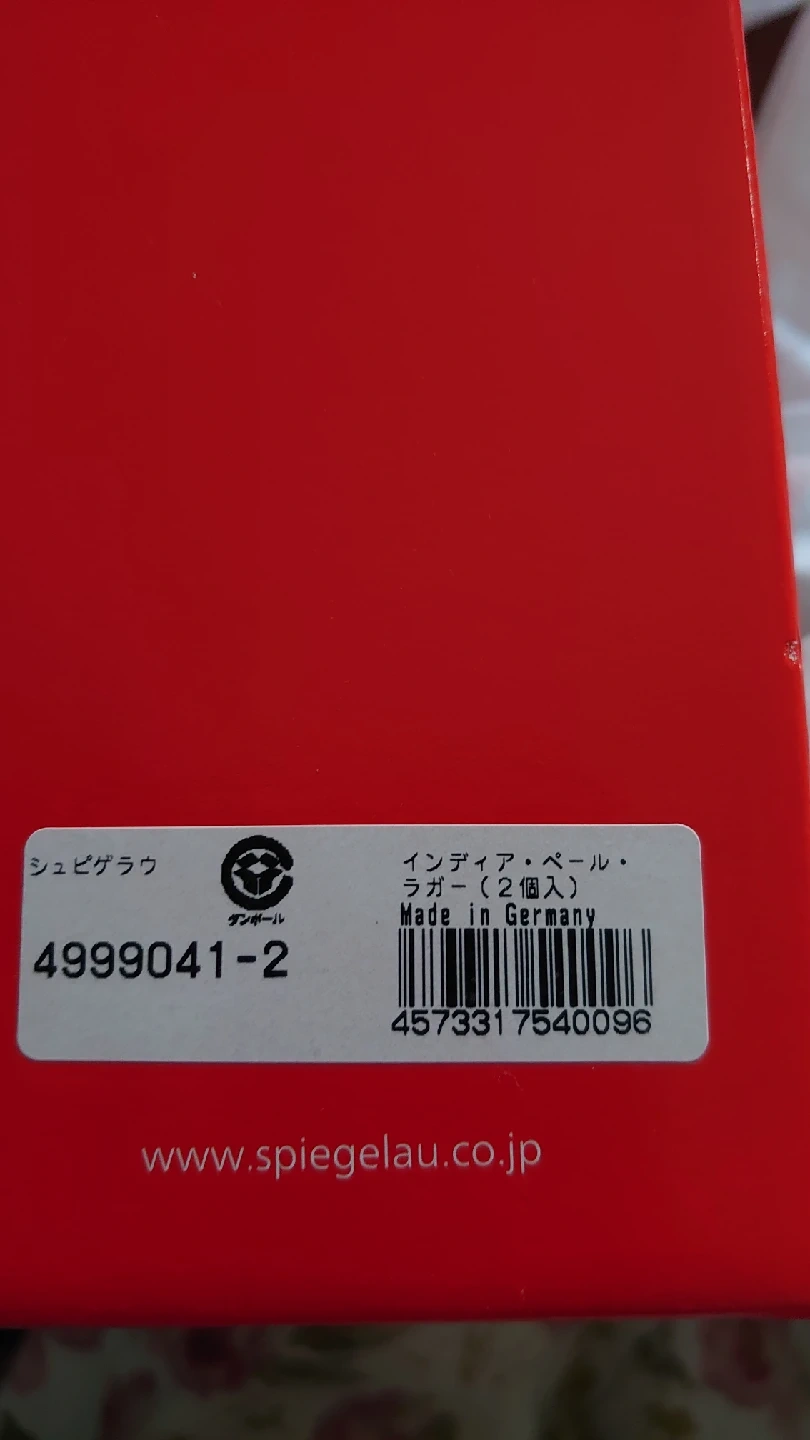 シュピゲラウ
ダンボール
4999041-2
インディア・ペール・
ラガー(2個入)
Made in Germany
4573317540096
www.spiegelau.co.jp